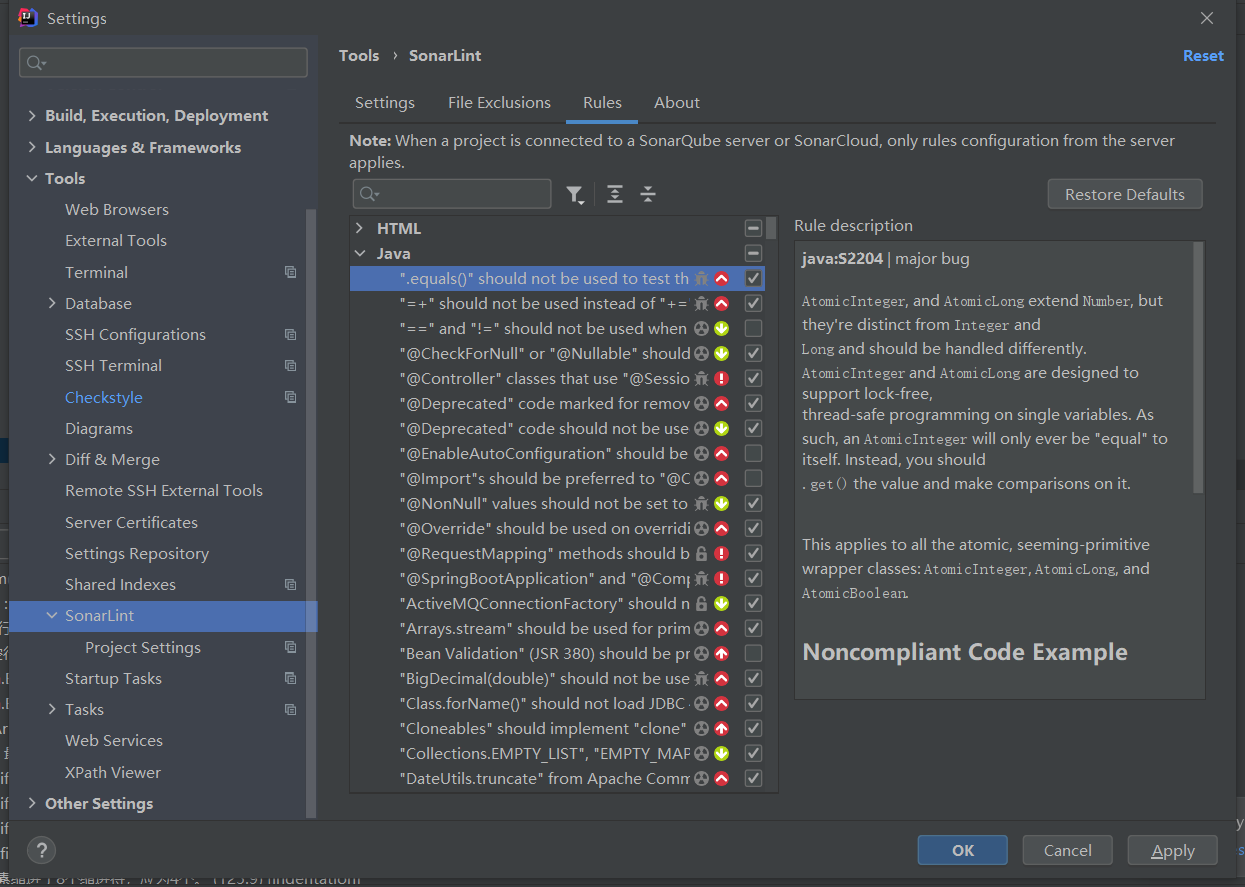 Settings
Tools › SonarLint
Reset
Build, Execution, Deployment
Languages & Frameworks
Tools
Web Browsers
External Tools
Terminal
Database
SSH Configurations
SSH Terminal
Checkstyle
Diagrams
Diff & Merge
Remote SSH External Tools
Server Certificates
Settings Repository
Shared Indexes
SonarLint
Project Settings
Startup Tasks
Tasks
Web Services
XPath Viewer
Other Settings
Settings File Exclusions Rules About
Note: When a project is connected to a SonarQube server or SonarCloud, only rules configuration from the server
applies.
Restore Defaults
HTML
Java
".equals()" should not be used to test th
"=+" should not be used instead of "+=
"==" and "!=" should not be used when
"@CheckForNull" or "@Nullable" should
"@Controller" classes that use "@Sessio
"@Deprecated" code marked for remov
"@Deprecated" code should not be use
"@EnableAutoConfiguration" should be
"@Import"s should be preferred to "@C
"@NonNull" values should not be set to
"@Override" should be used on overridi
"@RequestMapping" methods should b
"@SpringBootApplication" and "@Comp
"ActiveMQConnectionFactory" should n
"Arrays.stream" should be used for prim
"Bean Validation" (JSR 380) should be pr
"BigDecimal(double)" should not be use
"Class.forName()" should not load JDBC
"Cloneables" should implement "clone"
"Collections.EMPTY_LIST", "EMPTY_MAP
"DateUtils.truncate" from Apache Comm
Rule description
java:S2204 | major bug
AtomicInteger, and AtomicLong extend Number, but
they're distinct from Integer and
Long and should be handled differently.
AtomicInteger and AtomicLong are designed to
support lock-free,
thread-safe programming on single variables. As
such, an AtomicInteger will only ever be "equal" to
itself. Instead, you should
.get() the value and make comparisons on it.
This applies to all the atomic, seeming-primitive
wrapper classes: AtomicInteger, AtomicLong, and
AtomicBoolean.
Noncompliant Code Example
?
OK
Cancel
Apply